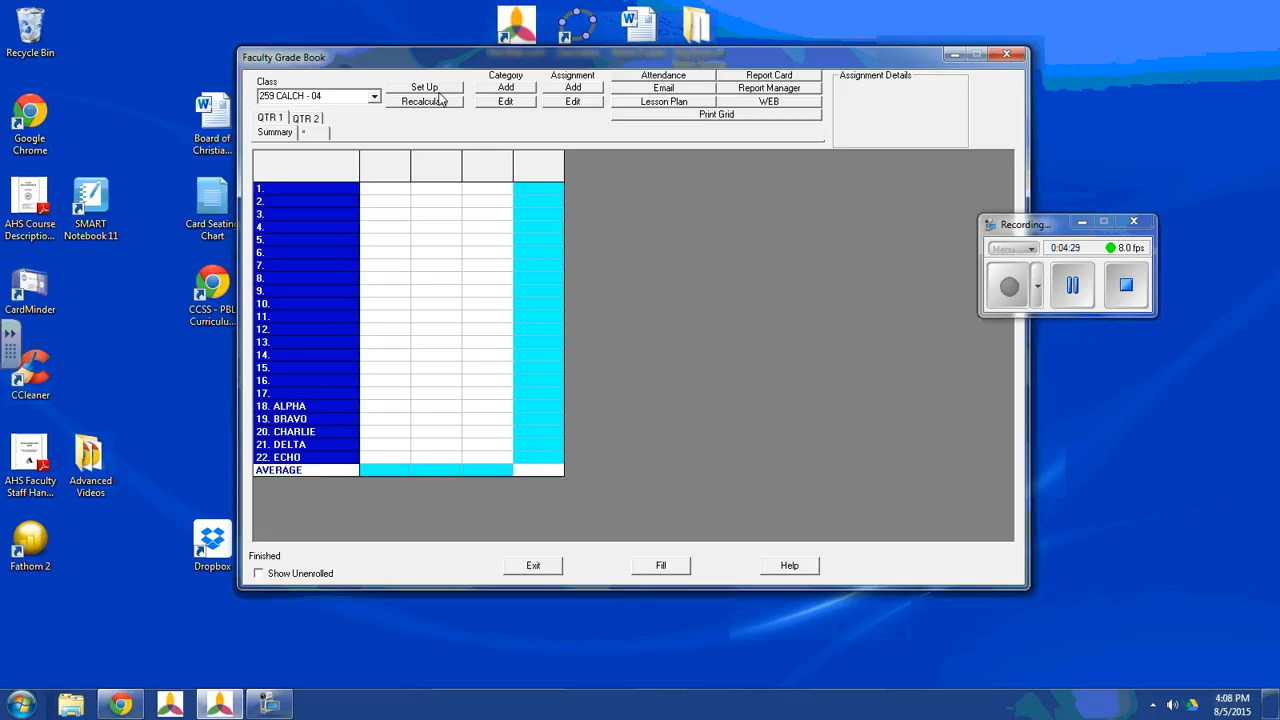 Recycle Bin
Google Chrome
Board of Christia...
AHS Course Descriptio...
SMART Notebook 11
Card Seating Chart
CardMinder
CCSS - PBL Curriculu...
CCleaner
AHS Faculty Staff Han...
Advanced Videos
Fathom 2
Dropbox
Faculty Grade Book
Class
259 CALCH - 04
Set Up
Recalculate
Category
Add
Edit
Assignment
Add
Edit
Attendance
Email
Lesson Plan
Report Card
Report Manager
WEB
Print Grid
Assignment Details
QTR 1
QTR 2
Summary
*
1.
2.
3.
4.
5.
6.
7.
8.
9.
10.
11.
12.
13.
14.
15.
16.
17.
18. ALPHA
19. BRAVO
20. CHARLIE
21. DELTA
22. ECHO
AVERAGE
Finished
Show Unenrolled
Exit
Fill
Help
Recording...
Menu
0:04:29
8.0 fps
4:08 PM
8/5/2015